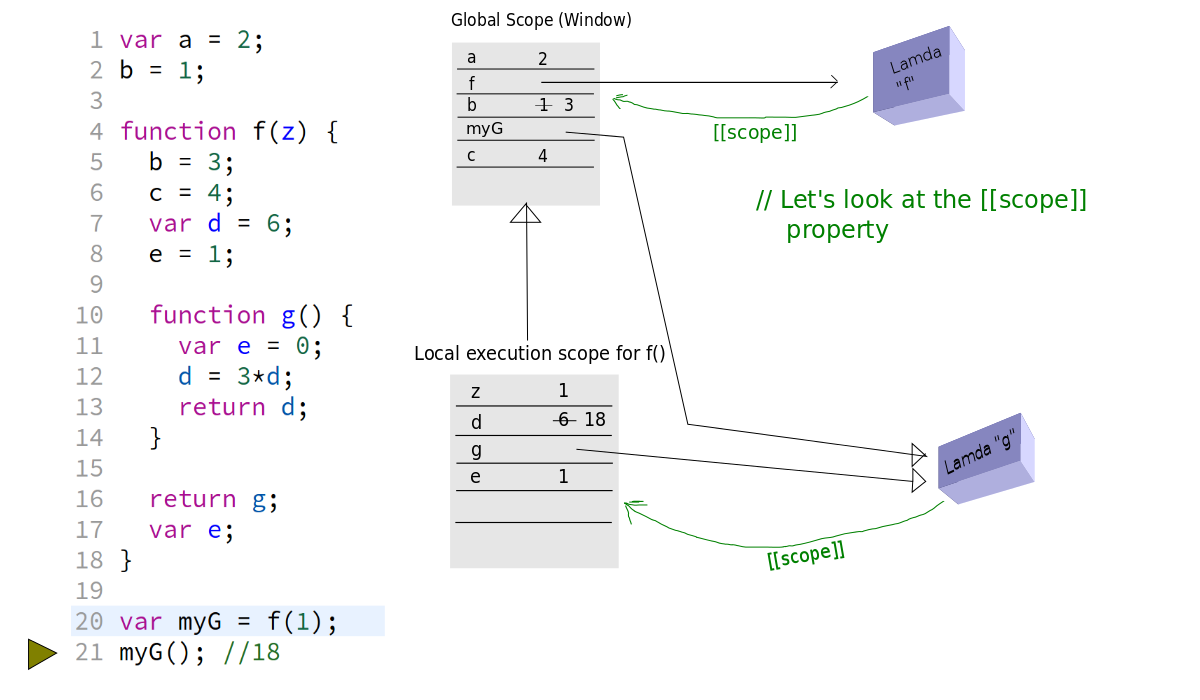 1 var a = 2;
2 b = 1;
3
4 function f(z) {
5 b = 3;
6 c = 4;
7 var d = 6;
8 e = 1;
9
10 function g() {
11 var e = 0;
12 d = 3*d;
13 return d;
14 }
15
16 return g;
17 var e;
18 }
19
20 var myG = f(1);
21 myG(); //18
Global Scope (Window)
a 2
f
b 1 3
myG
c 4
Lamda
"f"
[[scope]]
// Let's look at the [[scope]]
property
Local execution scope for f()
z 1
d 6 18
g
e 1
Lamda "g"
[[scope]]